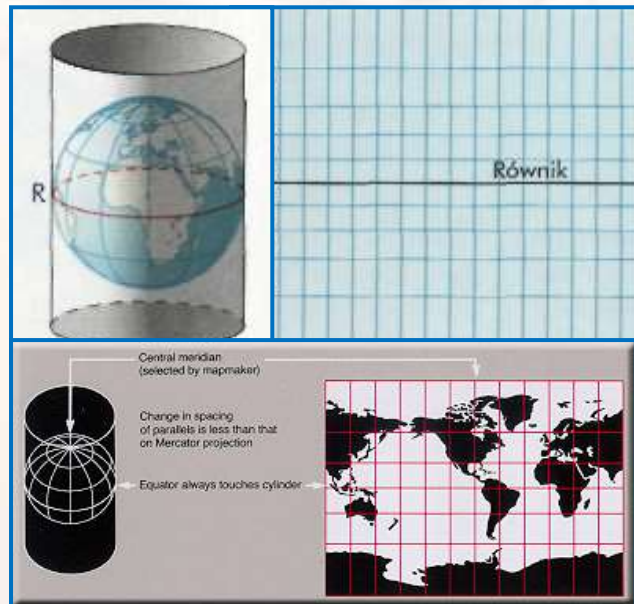 R
Równik
Central meridian
(selected by mapmaker)
Change in spacing
of parallels is less than that
on Mercator projection
Equator always touches cylinder